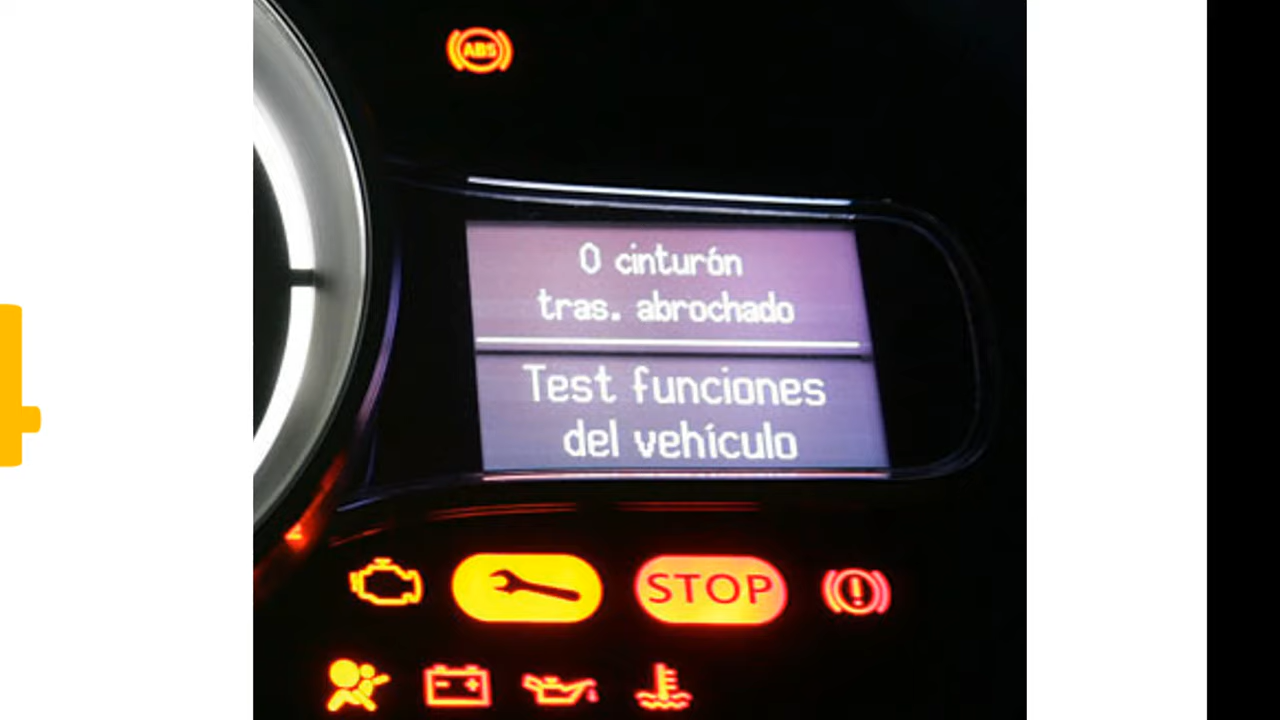 ABS
0 cinturón
tras. abrochado
Test funciones
del vehículo
STOP